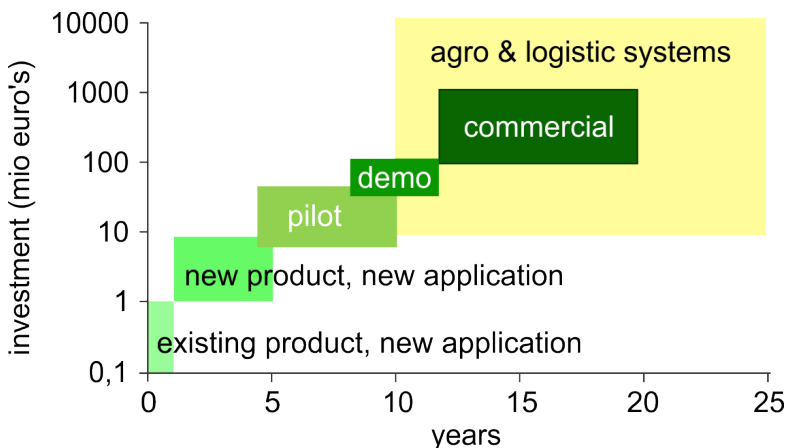 investment (mio euro's)
10000
1000
100
10
1
0,1
agro & logistic systems
commercial
demo
pilot
new product, new application
existing product, new application
0 5 10 15 20 25
years